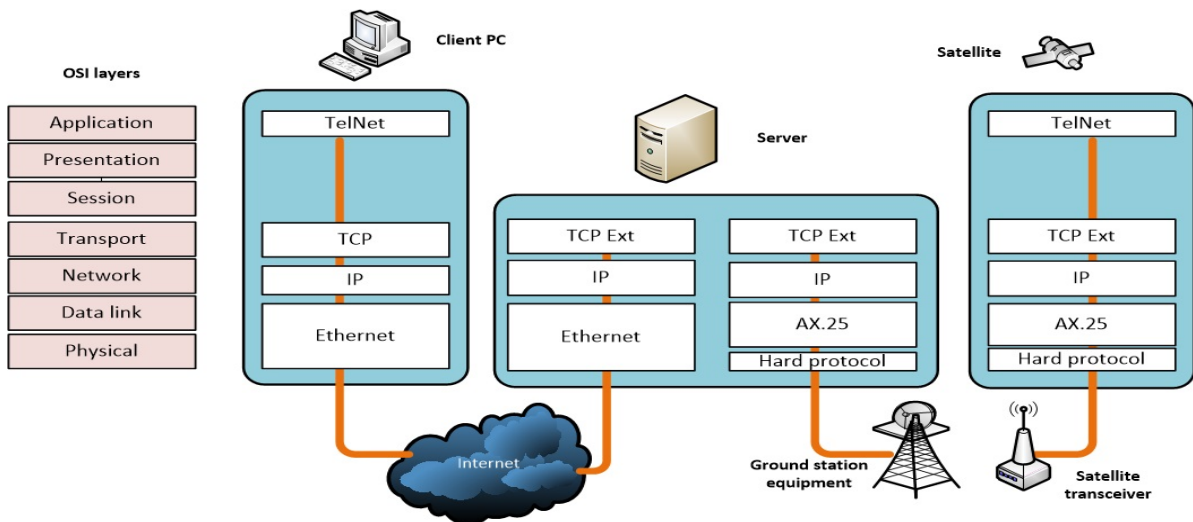 Client PC
Satellite
OSI layers
Server
Application
Presentation
Session
Transport
Network
Data link
Physical
TelNet
TCP
IP
Ethernet
TCP Ext
IP
Ethernet
TCP Ext
IP
AX.25
Hard protocol
TelNet
TCP Ext
IP
AX.25
Hard protocol
Internet
Ground station
equipment
Satellite
transceiver